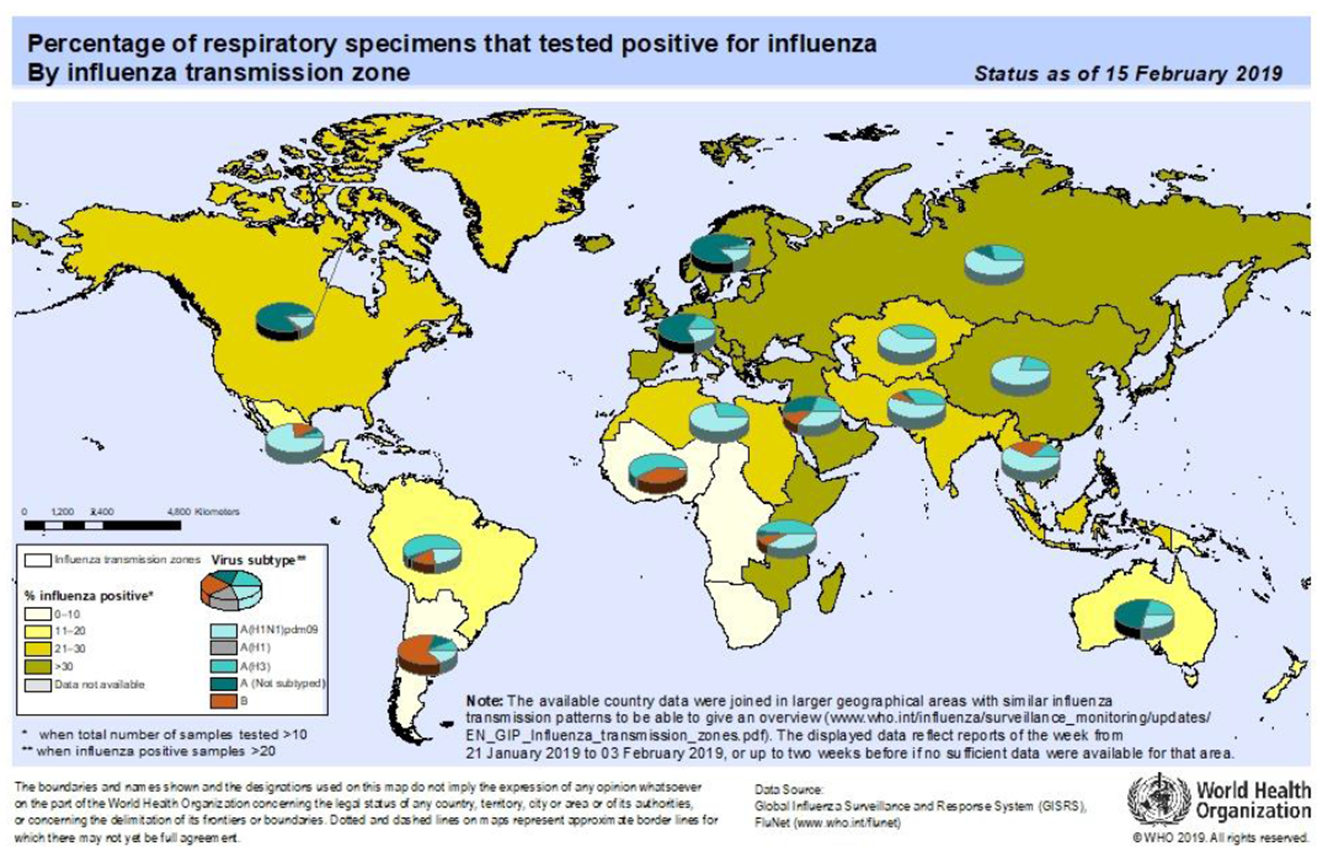 Percentage of respiratory specimens that tested positive for influenza
By influenza transmission zone
Status as of 15 February 2019
0 1,200 2,400 4,800 Kilometers
Influenza transmission zones
% influenza positive*
0–10
11–20
21–30
>30
Data not available
Virus subtype**
A(H1N1)pdm09
A(H1)
A(H3)
A (Not subtyped)
B
* when total number of samples tested >10
** when influenza positive samples >20
Note: The available country data were joined in larger geographical areas with similar influenza
transmission patterns to be able to give an overview (www.who.int/influenza/surveillance_monitoring/updates/
EN_GIP_Influenza_transmission_zones.pdf). The displayed data reflect reports of the week from
21 January 2019 to 03 February 2019, or up to two weeks before if no sufficient data were available for that area.
The boundaries and names shown and the designations used on this map do not imply the expression of any opinion whatsoever
on the part of the World Health Organization concerning the legal status of any country, territory, city or area or of its authorities,
or concerning the delimitation of its frontiers or boundaries. Dotted and dashed lines on maps represent approximate border lines for
which there may not yet be full agreement.
Data Source:
Global Influenza Surveillance and Response System (GISRS),
FluNet (www.who.int/flunet)
World Health
Organization
© WHO 2019. All rights reserved.